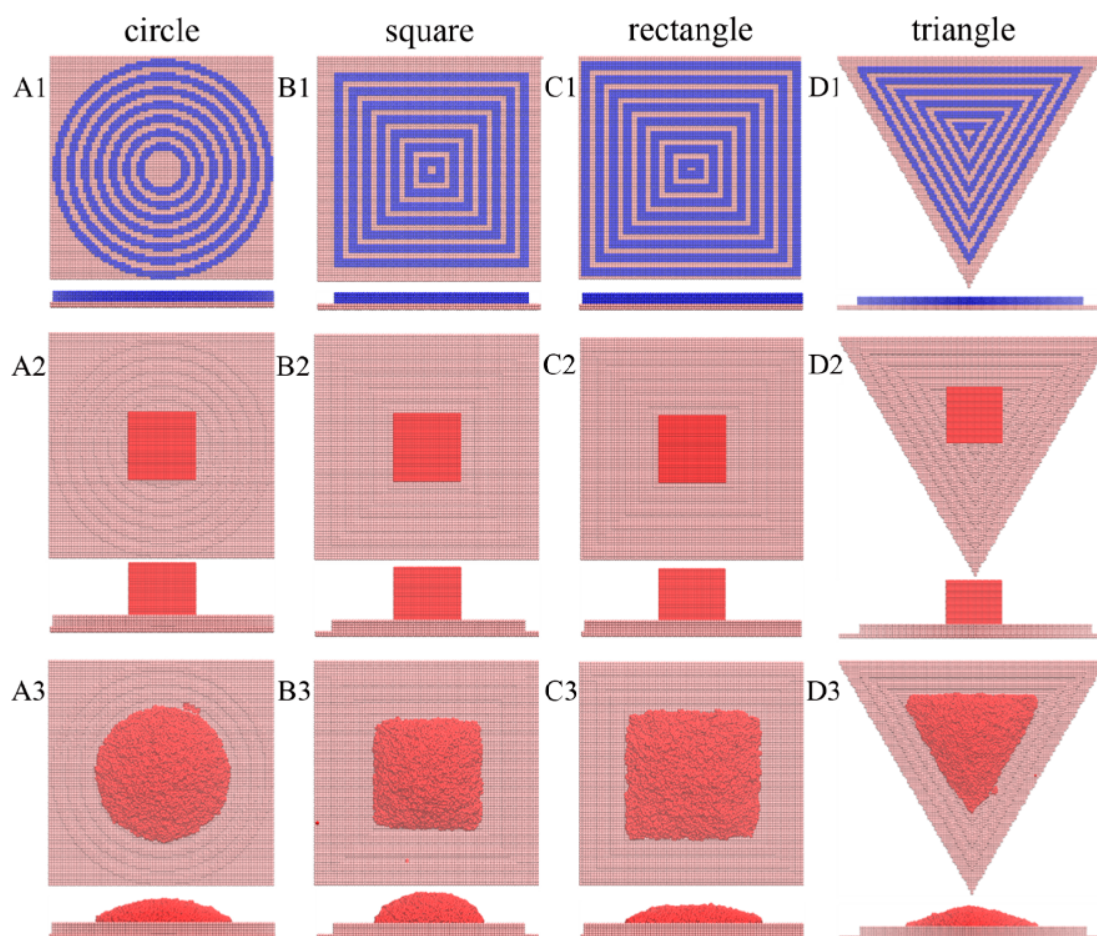 circle square rectangle triangle
A1 B1 C1 D1
A2 B2 C2 D2
A3 B3 C3 D3